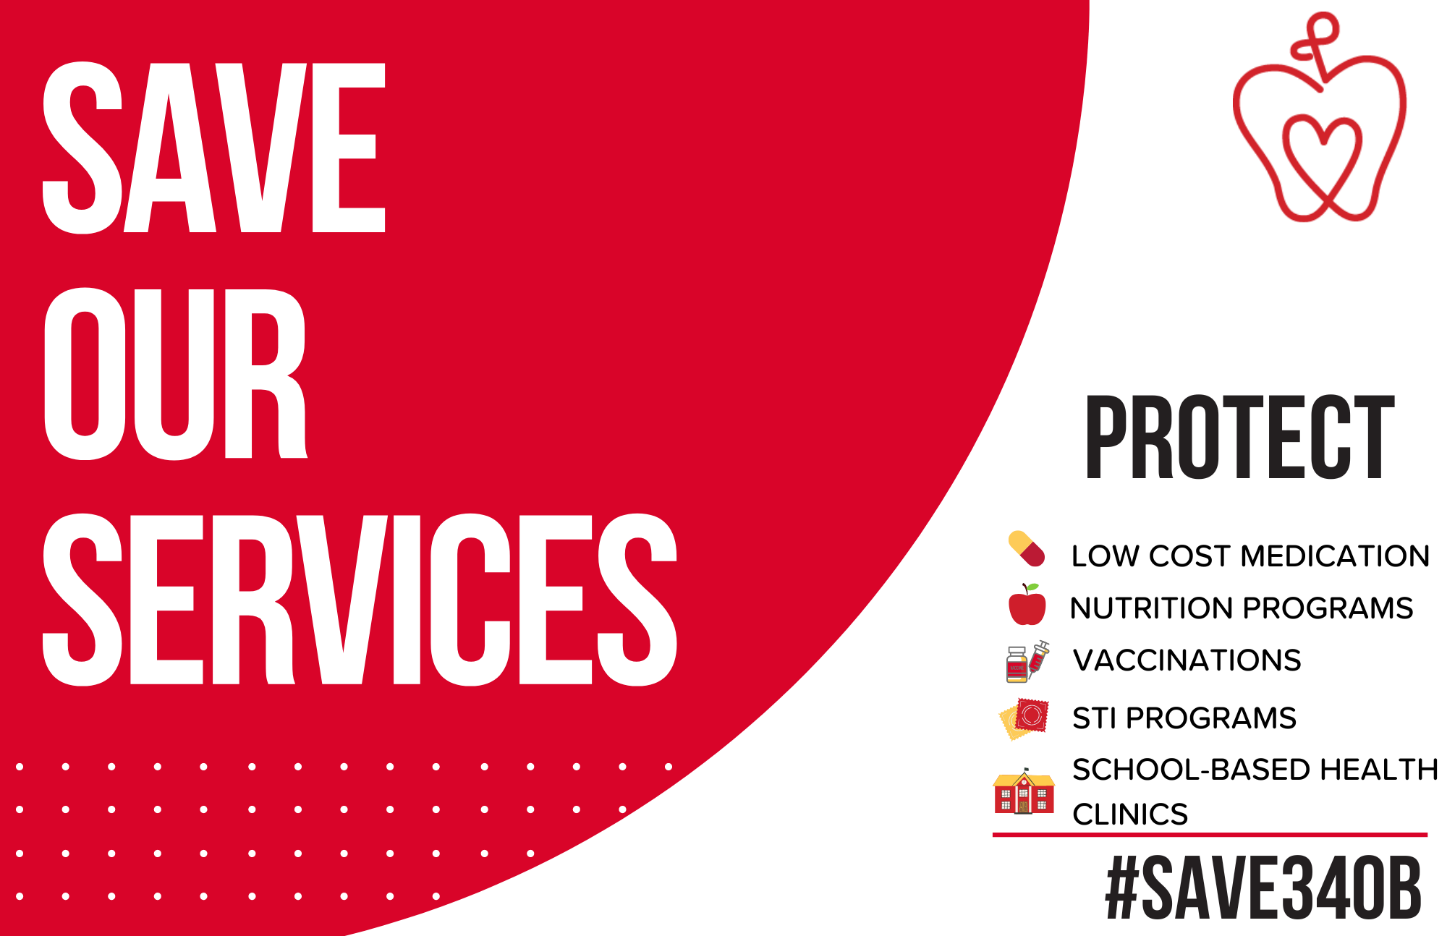 SAVE
OUR
SERVICES
PROTECT
LOW COST MEDICATION
NUTRITION PROGRAMS
VACCINATIONS
STI PROGRAMS
SCHOOL-BASED HEALTH
CLINICS
#SAVE340B